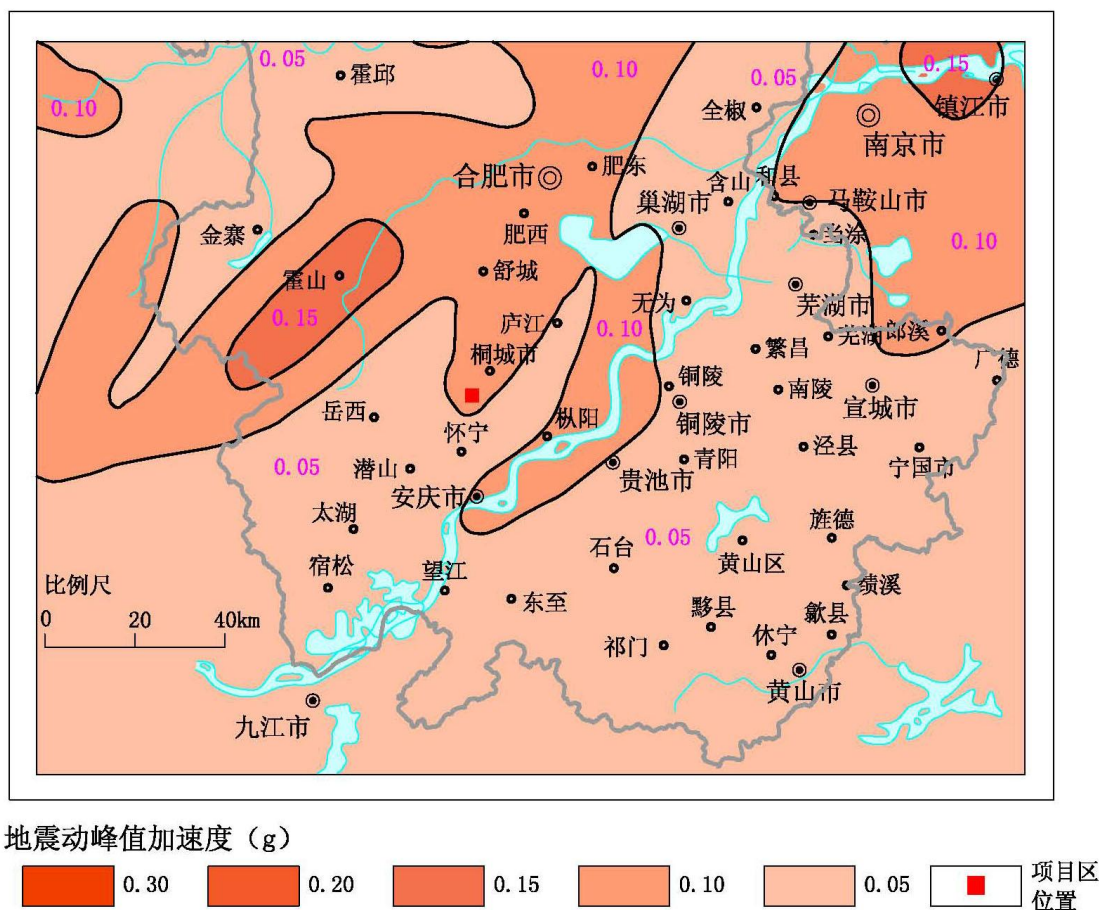 0.05
霍邱
0.10
0.10
0.05
全椒
0.15
镇江市
南京市
合肥市
肥东
含山
和县
马鞍山市
巢湖市
金寨
肥西
当涂
0.10
霍山
舒城
0.15
无为
芜湖市
庐江
0.10
桐城市
繁昌
芜湖
郎溪
广德
铜陵
南陵
宣城市
岳西
怀宁
枞阳
铜陵市
泾县
宁国市
0.05
潜山
青阳
贵池市
安庆市
太湖
旌德
0.05
石台
黄山区
宿松
望江
比例尺
0 20 40km
东至
绩溪
黟县
歙县
祁门
休宁
黄山市
九江市
地震动峰值加速度（g）
0.30
0.20
0.15
0.10
0.05
项目区
位置